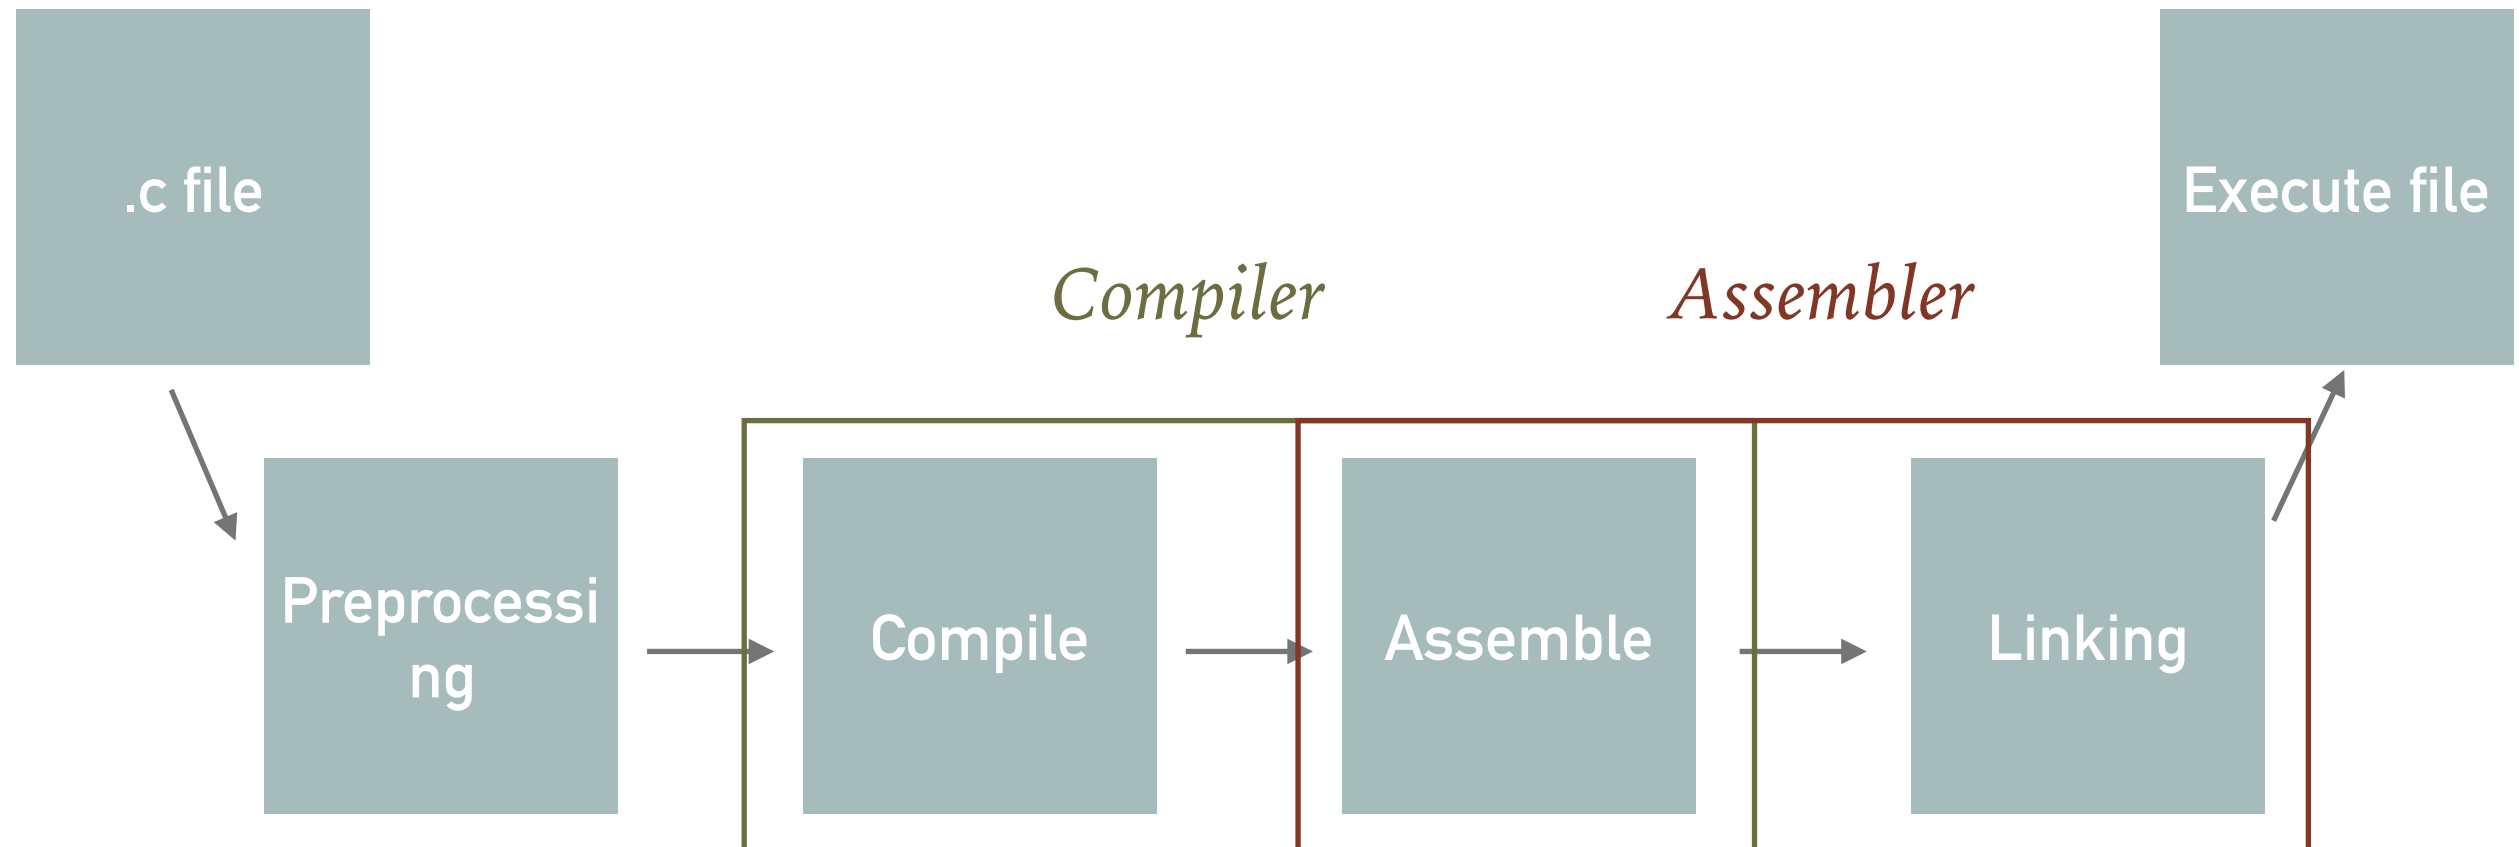 .c file
Execute file
Compiler
Assembler
Preprocessi
ng
Compile
Assemble
Linking